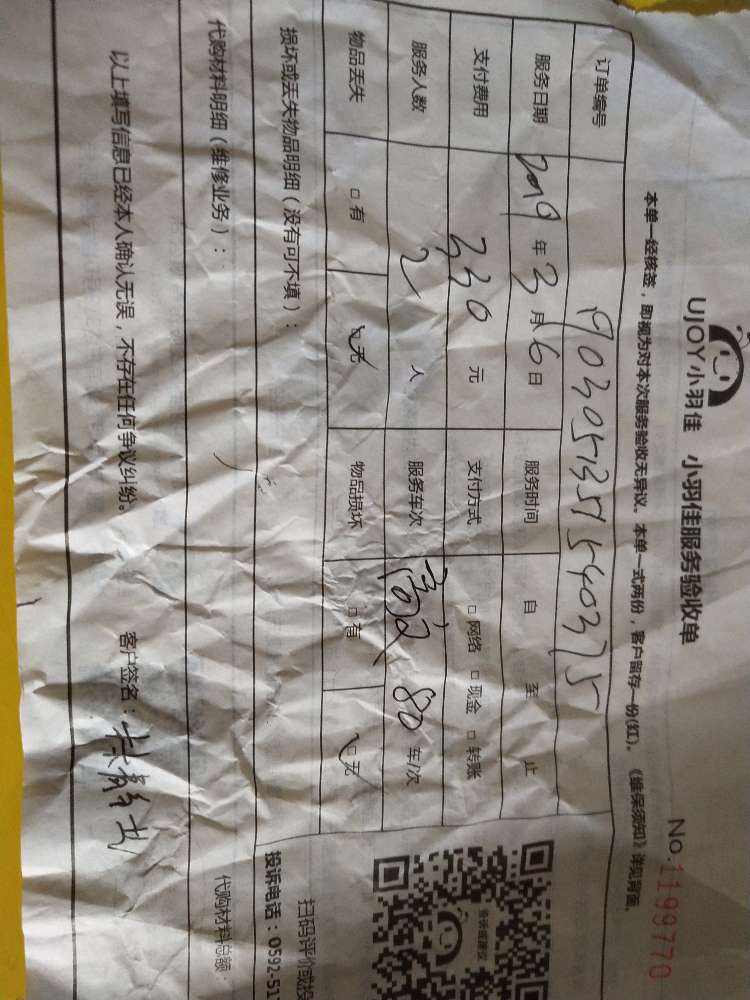 UJOY小羽佳 小羽佳服务验收单
No.1199770
本单一经核签，即视为对本次服务验收无异议。本单一式两份，客户留存一份(红)。《维保须知》详见背面。
订单编号 190305135154037 5
服务日期 2019 年 3 月 6 日 服务时间 自 至 止
支付费用 330 元 支付方式 □ 网络 □ 现金 □ 转账
服务人数 2 人 服务车次 80 车/次
物品丢失 □ 有 □ 无 物品损坏 □ 有 □ 无
损坏或丢失物品明细（没有可不填）：
代购材料明细（维修业务）：
代购材料总额：
以上填写信息已经本人确认无误，不存在任何争议纠纷。
客户签名：
扫码评价或投
投诉电话：0592-51